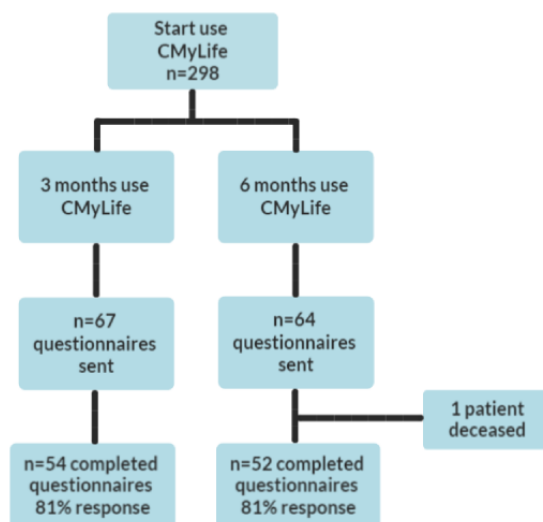 Start use
CMyLife
n=298
3 months use
CMyLife
6 months use
CMyLife
n=67
questionnaires
sent
n=64
questionnaires
sent
1 patient
deceased
n=54 completed
questionnaires
81% response
n=52 completed
questionnaires
81% response